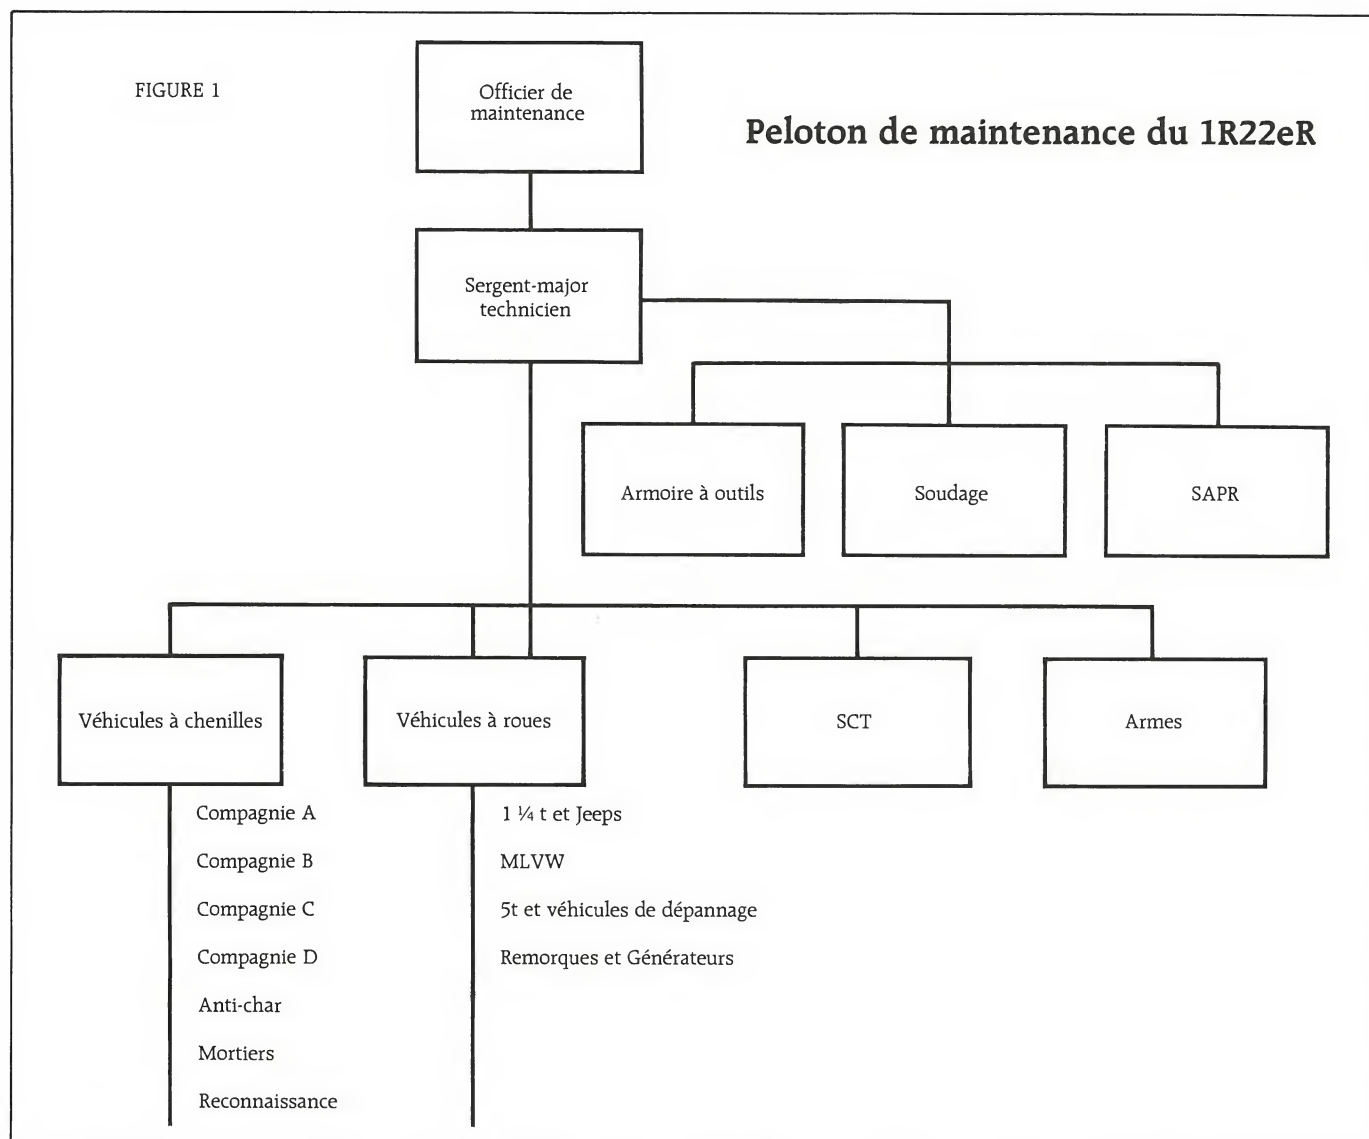 FIGURE 1
Officier de
maintenance
Peloton de maintenance du 1R22eR
Sergent-major
technicien
Armoire à outils
Soudage
SAPR
Véhicules à chenilles
Véhicules à roues
SCT
Armes
Compagnie A
Compagnie B
Compagnie C
Compagnie D
Anti-char
Mortiers
Reconnaissance
1 ¼ t et Jeeps
MLVW
5t et véhicules de dépannage
Remorques et Générateurs